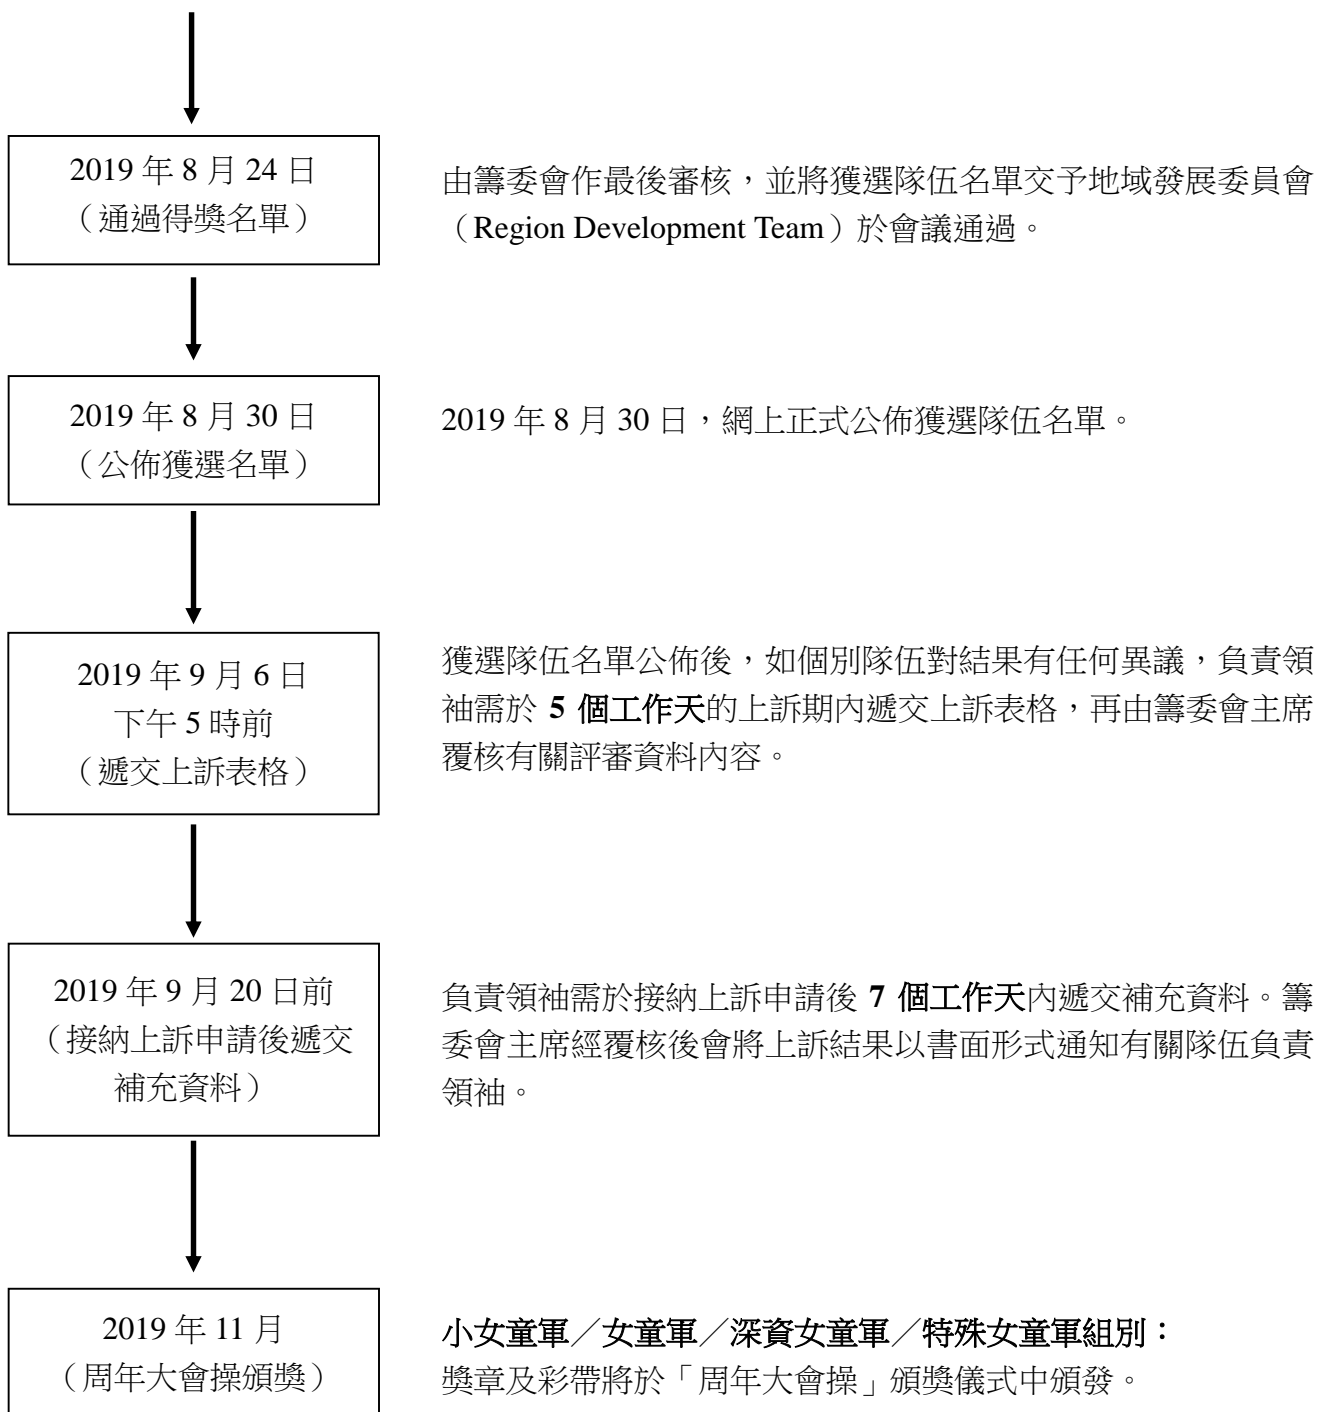 2019 年 8 月 24 日
（通過得獎名單）
由籌委會作最後審核，並將獲選隊伍名單交予地域發展委員會
（Region Development Team）於會議通過。
2019 年 8 月 30 日
（公佈獲選名單）
2019 年 8 月 30 日，網上正式公佈獲選隊伍名單。
2019 年 9 月 6 日
下午 5 時前
（遞交上訴表格）
獲選隊伍名單公佈後，如個別隊伍對結果有任何異議，負責領
袖需於 5 個工作天的上訴期內遞交上訴表格，再由籌委會主席
覆核有關評審資料內容。
2019 年 9 月 20 日前
（接納上訴申請後遞交
補充資料）
負責領袖需於接納上訴申請後 7 個工作天內遞交補充資料。籌
委會主席經覆核後會將上訴結果以書面形式通知有關隊伍負責
領袖。
2019 年 11 月
（周年大會操頒獎）
小女童軍／女童軍／深資女童軍／特殊女童軍組別：
獎章及彩帶將於「周年大會操」頒獎儀式中頒發。